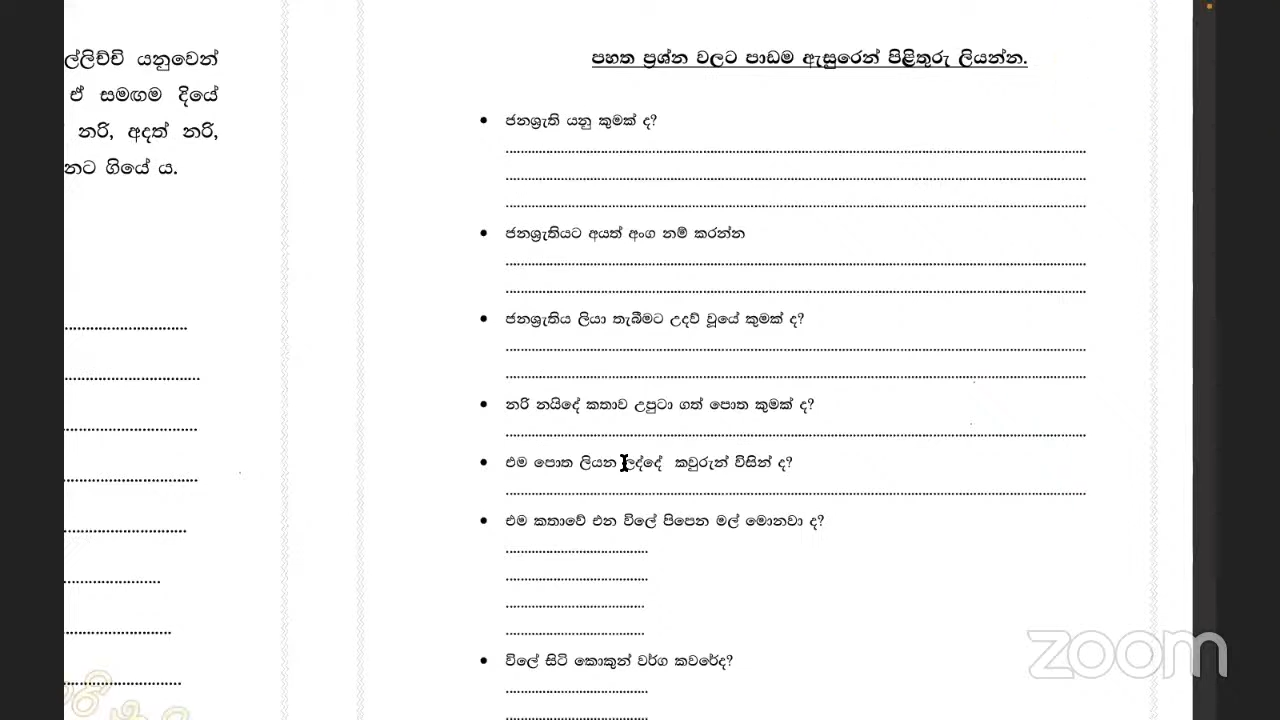 ල්ලිච්චි යනුවෙන්
ඒ සමඟම දියේ
නරි, අදත් නරි,
නට ගියේ ය.
පහත ප්‍රශ්න වලට පාඩම ඇසුරෙන් පිළිතුරු ලියන්න.
• ජනශ්‍රැති යනු කුමක් ද?
• ජනශ්‍රැතියට අයත් අංග නම් කරන්න
• ජනශ්‍රැතිය ලියා තැබීමට උදව් වූයේ කුමක් ද?
• නරි නයිදේ කතාව උපුටා ගත් පොත කුමක් ද?
• එම පොත ලියන ලද්දේ කවුරුන් විසින් ද?
• එම කතාවේ එන විලේ පිපෙන මල් මොනවා ද?
• විලේ සිටි කොකුන් වර්ග කවරේද?
zoom